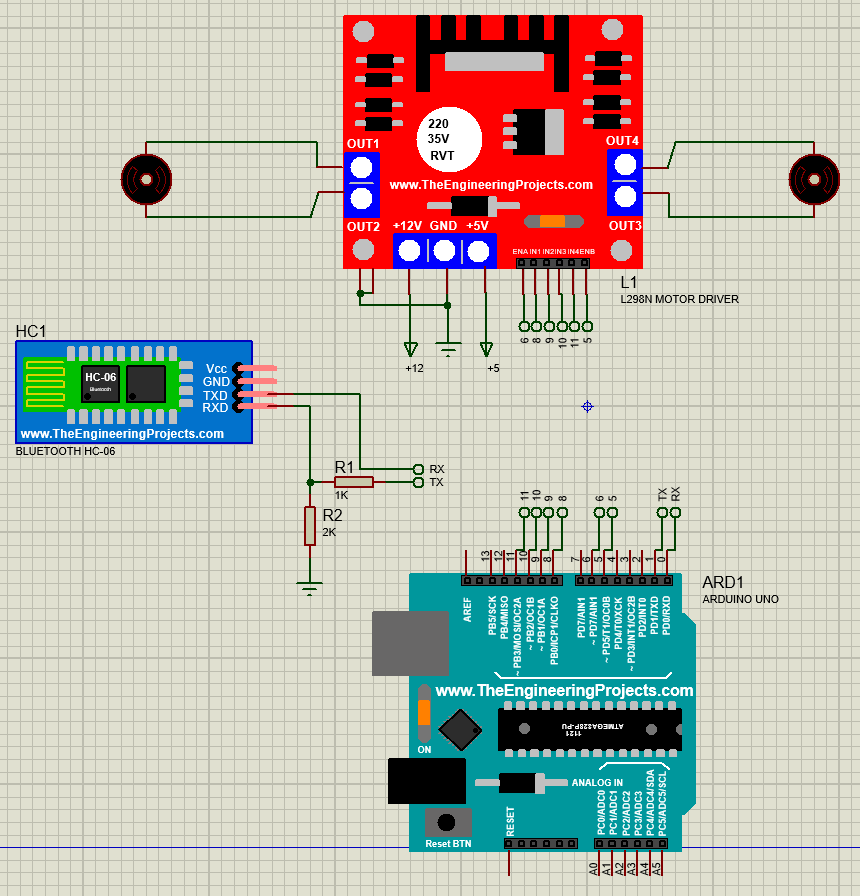 220
35V
RVT
OUT1
OUT4
www.TheEngineeringProjects.com
OUT2
+12V
GND
+5V
OUT3
ENA IN1 IN2 IN3 IN4 ENB
L1
L298N MOTOR DRIVER
6
8
9
10
11
5
+12
+5
HC1
HC-06
Bluetooth
Vcc
GND
TXD
RXD
www.TheEngineeringProjects.com
BLUETOOTH HC-06
R1
1K
RX
TX
R2
2K
11
10
9
8
6
5
TX
RX
13
12
11
10
9
8
7
6
5
4
3
2
1
0
ARD1
ARDUINO UNO
AREF
PB5/SCK
PB4/MISO
~ PB3/MOSI/OC2A
~ PB2/OC1B
~ PB1/OC1A
PB0/ICP1/CLKO
PD7/AIN1
~ PD7/AIN1
~ PD5/T1/OC0B
PD4/T0/XCK
~ PD3/INT1/OC2B
PD2/INT0
PD1/TXD
PD0/RXD
www.TheEngineeringProjects.com
ATMEGA328P-PU
1121
ON
ANALOG IN
Reset BTN
RESET
PC0/ADC0
PC1/ADC1
PC2/ADC2
PC3/ADC3
PC4/ADC4/SDA
PC5/ADC5/SCL
A0
A1
A2
A3
A4
A5